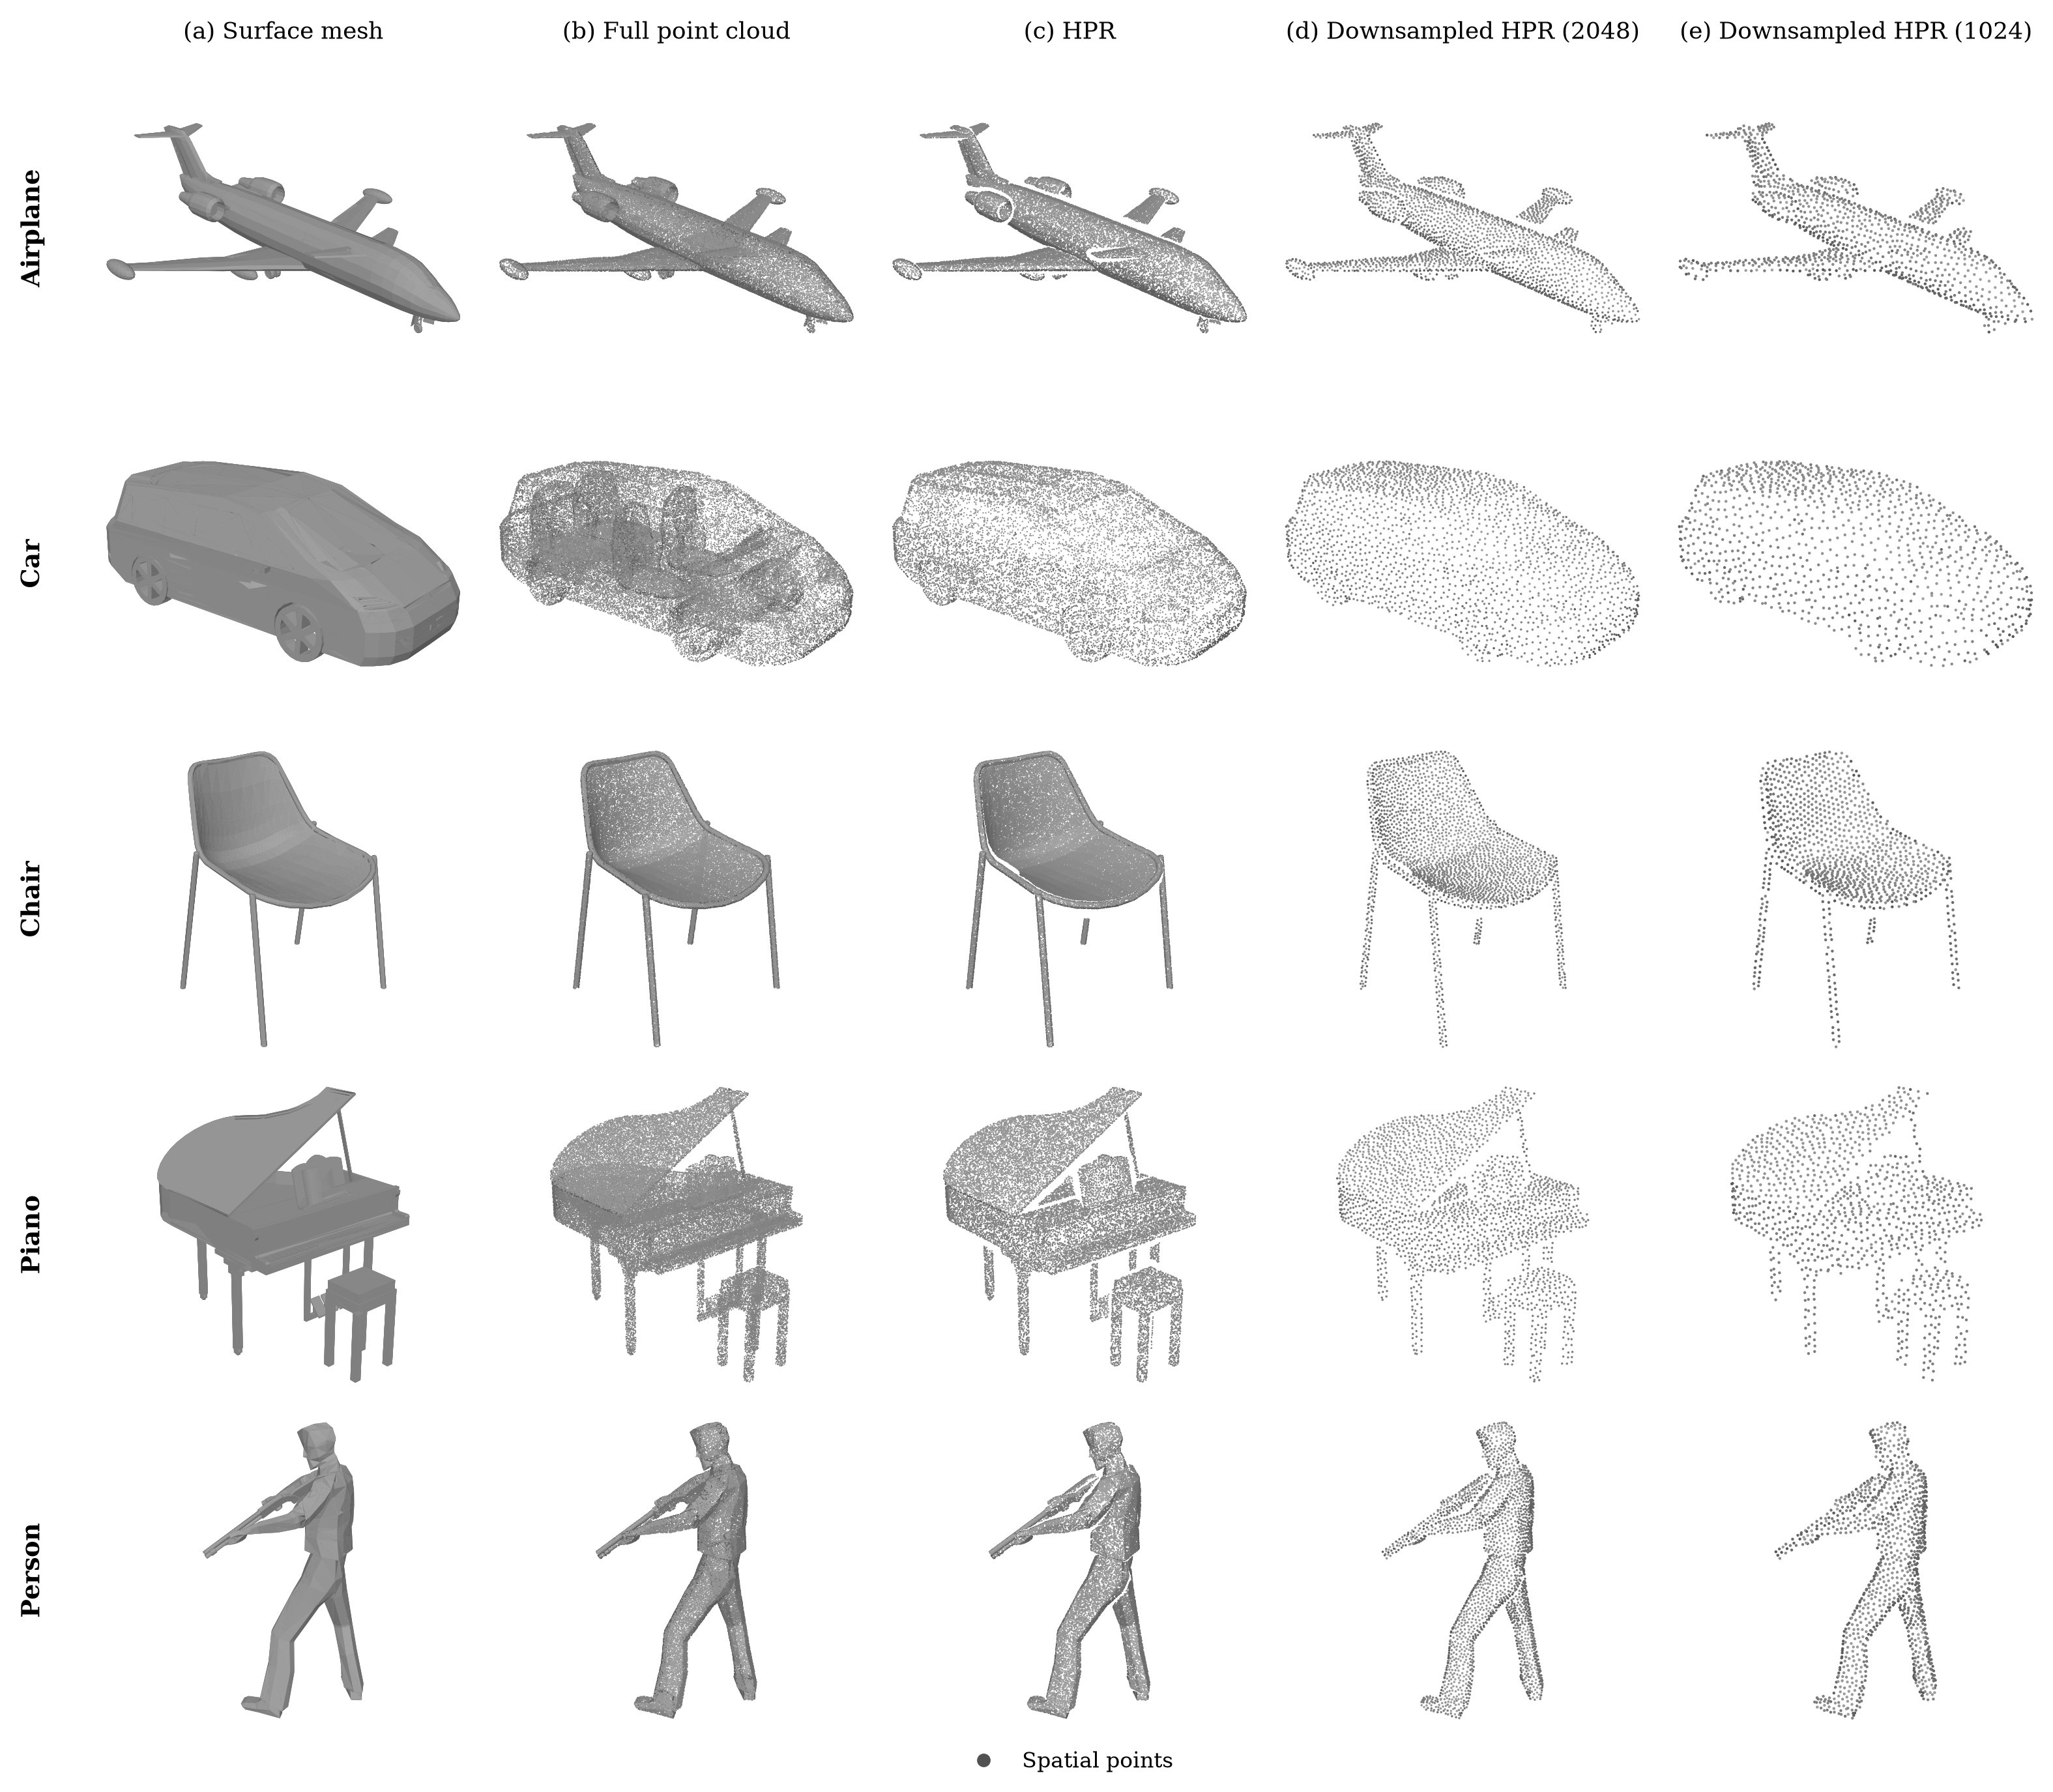 (a) Surface mesh
(b) Full point cloud
(c) HPR
(d) Downsampled HPR (2048)
(e) Downsampled HPR (1024)
Airplane
Car
Chair
Piano
Person
Spatial points